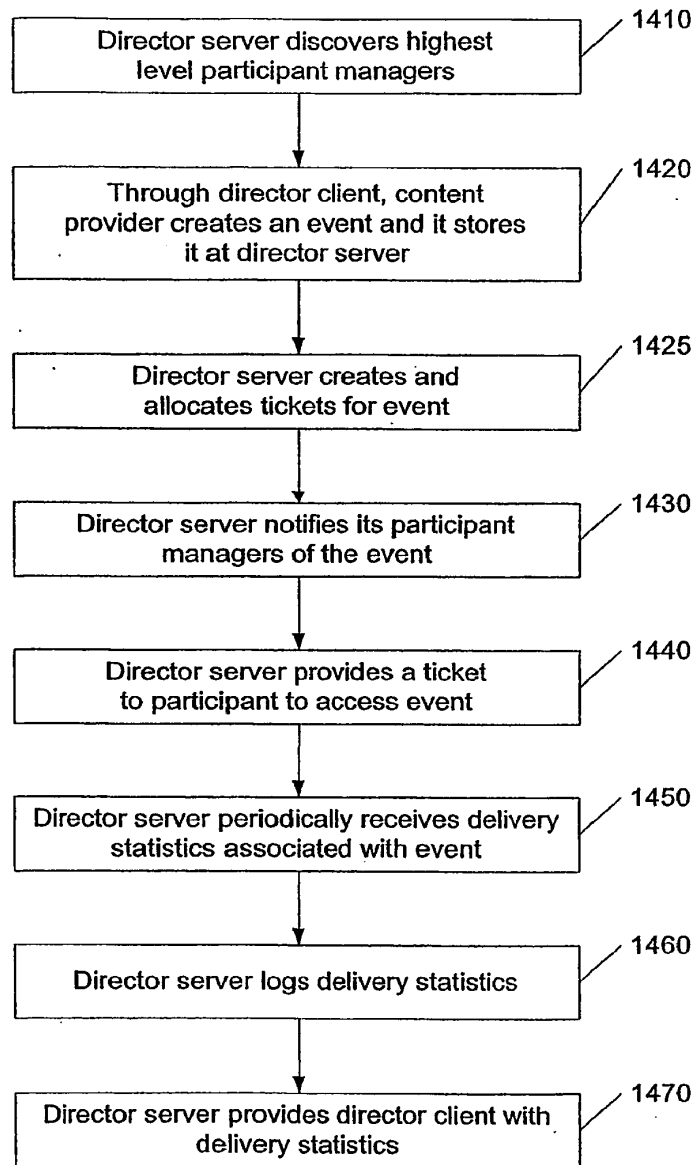 1410
Director server discovers highest
level participant managers
1420
Through director client, content
provider creates an event and it stores
it at director server
1425
Director server creates and
allocates tickets for event
1430
Director server notifies its participant
managers of the event
1440
Director server provides a ticket
to participant to access event
1450
Director server periodically receives delivery
statistics associated with event
1460
Director server logs delivery statistics
1470
Director server provides director client with
delivery statistics